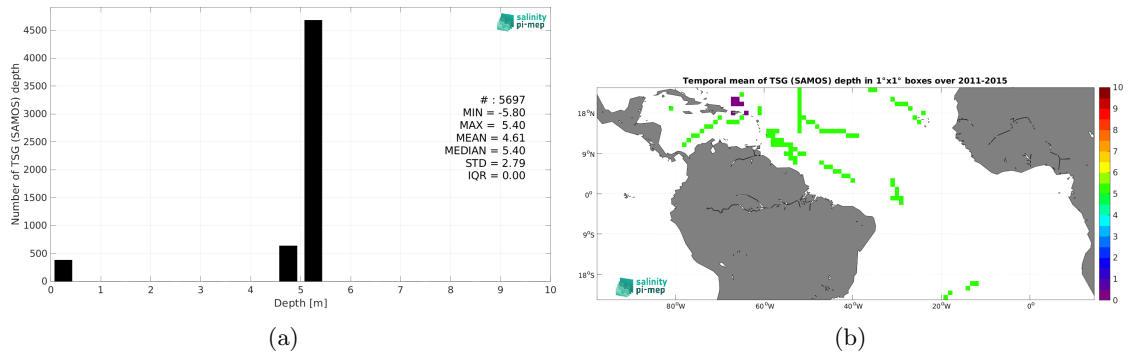 salinity
pi-mep
# : 5697
MIN = -5.80
MAX = 5.40
MEAN = 4.61
MEDIAN = 5.40
STD = 2.79
IQR = 0.00
Number of TSG (SAMOS) depth
4500
4000
3500
3000
2500
2000
1500
1000
500
0
0 1 2 3 4 5 6 7 8 9 10
Depth [m]
(a)
Temporal mean of TSG (SAMOS) depth in 1°x1° boxes over 2011-2015
18°N
9°N
0°
9°S
18°S
80°W 60°W 40°W 20°W 0°
salinity
pi-mep
10
9
8
7
6
5
4
3
2
1
0
(b)